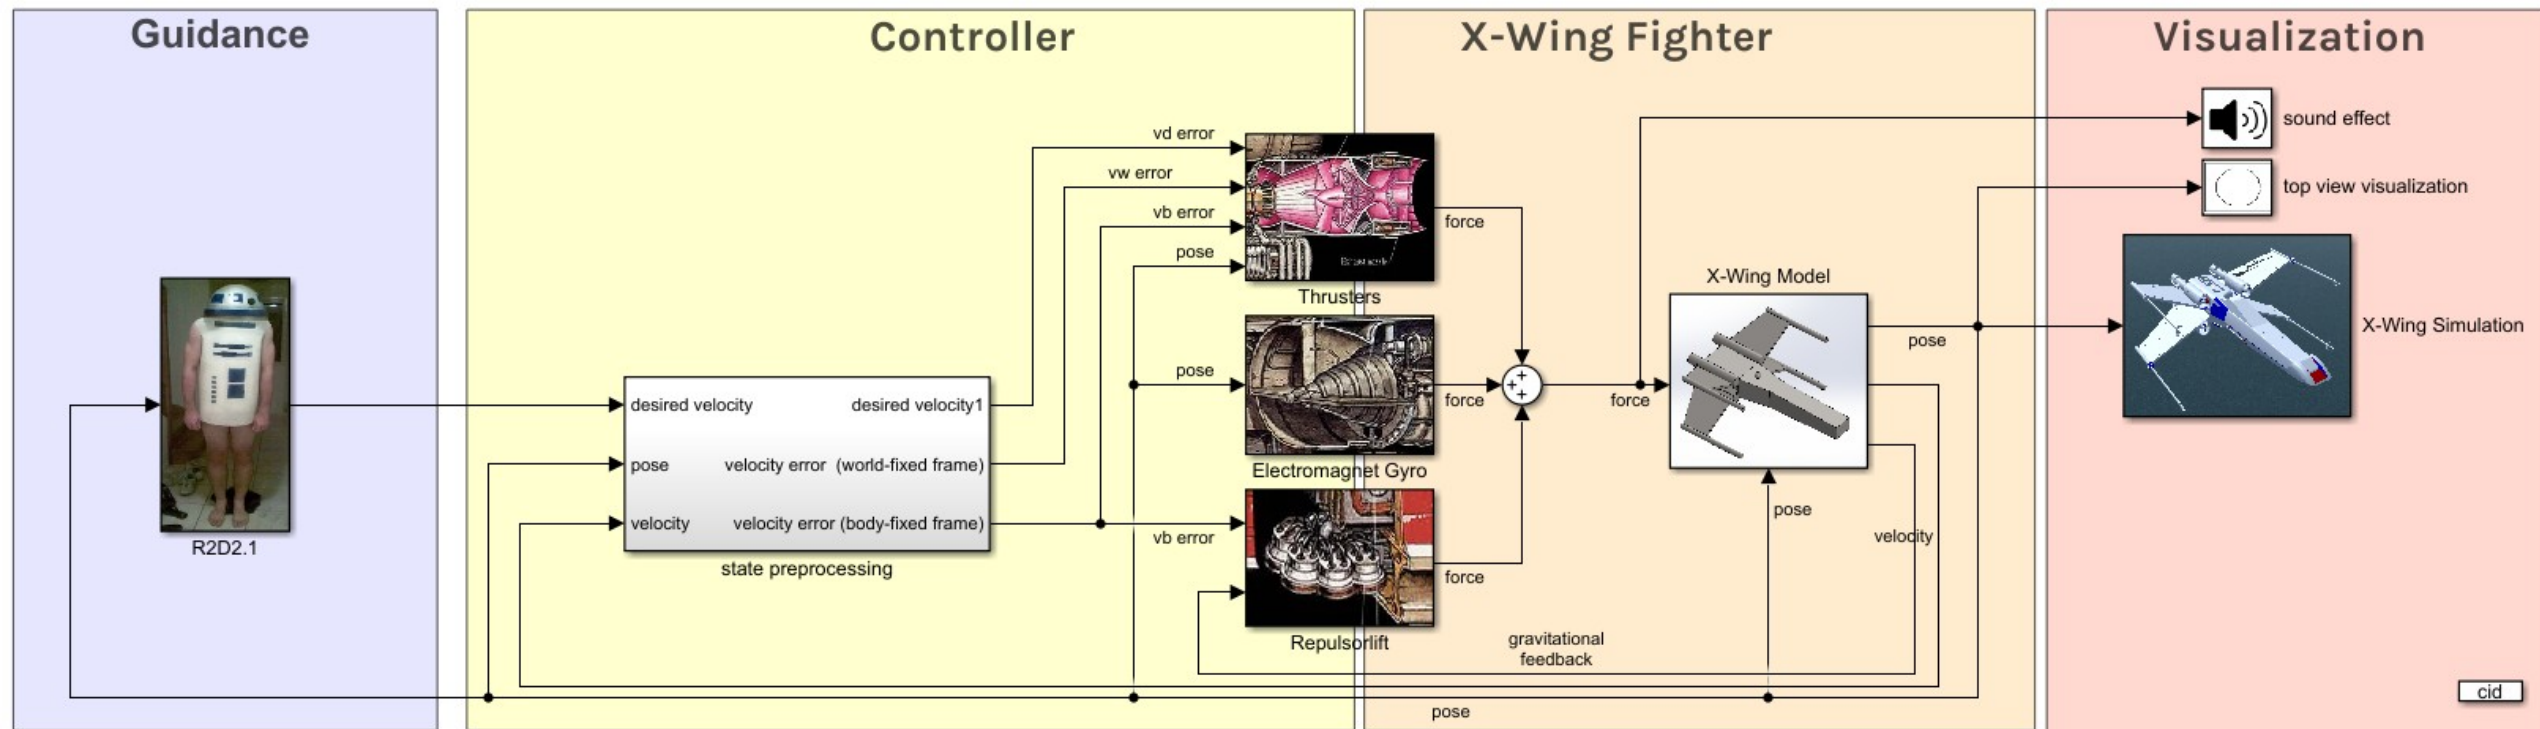 Guidance
Controller
X-Wing Fighter
Visualization
sound effect
top view visualization
vd error
vw error
vb error
pose
force
Thrusters
X-Wing Model
pose
X-Wing Simulation
pose
force
force
Electromagnet Gyro
desired velocity
desired velocity1
pose
velocity error (world-fixed frame)
velocity
velocity error (body-fixed frame)
state preprocessing
R2D2.1
vb error
force
Repulsorlift
pose
velocity
gravitational
feedback
pose
cid